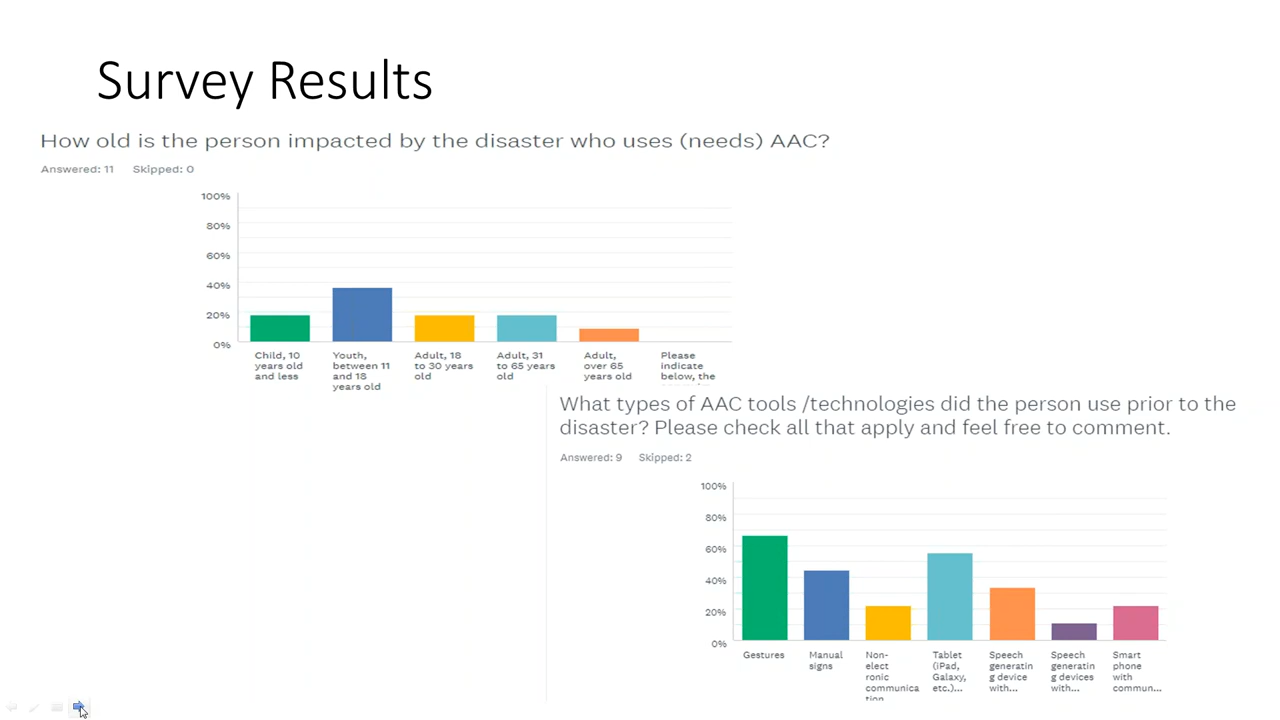 Survey Results
How old is the person impacted by the disaster who uses (needs) AAC?
Answered: 11 Skipped: 0
100%
80%
60%
40%
20%
0%
Child, 10
years old
and less
Youth,
between 11
and 18
years old
Adult, 18
to 30 years
old
Adult, 31
to 65 years
old
Adult,
over 65
years old
Please
indicate
below, the
What types of AAC tools /technologies did the person use prior to the
disaster? Please check all that apply and feel free to comment.
Answered: 9 Skipped: 2
100%
80%
60%
40%
20%
0%
Gestures
Manual
signs
Non-
elect
ronic
communica
tion
Tablet
(iPad,
Galaxy,
etc.)...
Speech
generatin
g device
with...
Speech
generatin
g devices
with...
Smart
phone
with
commun...